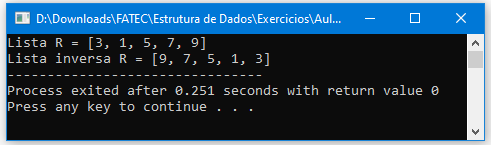 D:\Downloads\FATEC\Estrutura de Dados\Exercicios\Aul...
Lista R = [3, 1, 5, 7, 9]
Lista inversa R = [9, 7, 5, 1, 3]
--------------------------------
Process exited after 0.251 seconds with return value 0
Press any key to continue . . .